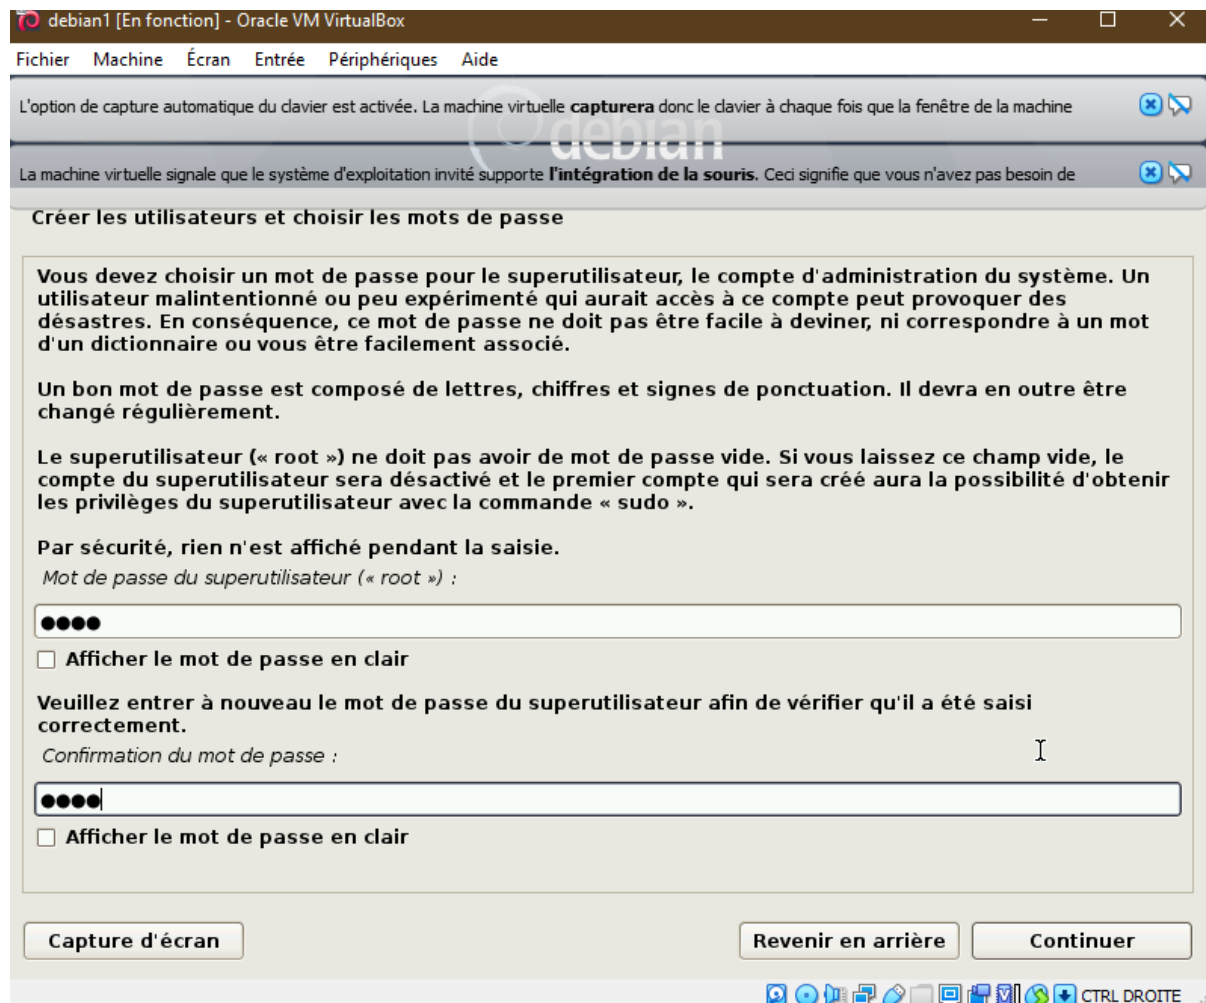 debian1 [En fonction] - Oracle VM VirtualBox
Fichier Machine Écran Entrée Périphériques Aide
L'option de capture automatique du clavier est activée. La machine virtuelle capturera donc le clavier à chaque fois que la fenêtre de la machine
debian
La machine virtuelle signale que le système d'exploitation invité supporte l'intégration de la souris. Ceci signifie que vous n'avez pas besoin de
Créer les utilisateurs et choisir les mots de passe
Vous devez choisir un mot de passe pour le superutilisateur, le compte d'administration du système. Un
utilisateur malintentionné ou peu expérimenté qui aurait accès à ce compte peut provoquer des
désastres. En conséquence, ce mot de passe ne doit pas être facile à deviner, ni correspondre à un mot
d'un dictionnaire ou vous être facilement associé.
Un bon mot de passe est composé de lettres, chiffres et signes de ponctuation. Il devra en outre être
changé régulièrement.
Le superutilisateur (« root ») ne doit pas avoir de mot de passe vide. Si vous laissez ce champ vide, le
compte du superutilisateur sera désactivé et le premier compte qui sera créé aura la possibilité d'obtenir
les privilèges du superutilisateur avec la commande « sudo ».
Par sécurité, rien n'est affiché pendant la saisie.
Mot de passe du superutilisateur (« root ») :
●●●●
Afficher le mot de passe en clair
Veuillez entrer à nouveau le mot de passe du superutilisateur afin de vérifier qu'il a été saisi
correctement.
Confirmation du mot de passe :
●●●●
Afficher le mot de passe en clair
Capture d'écran Revenir en arrière Continuer
CTRL DROITE